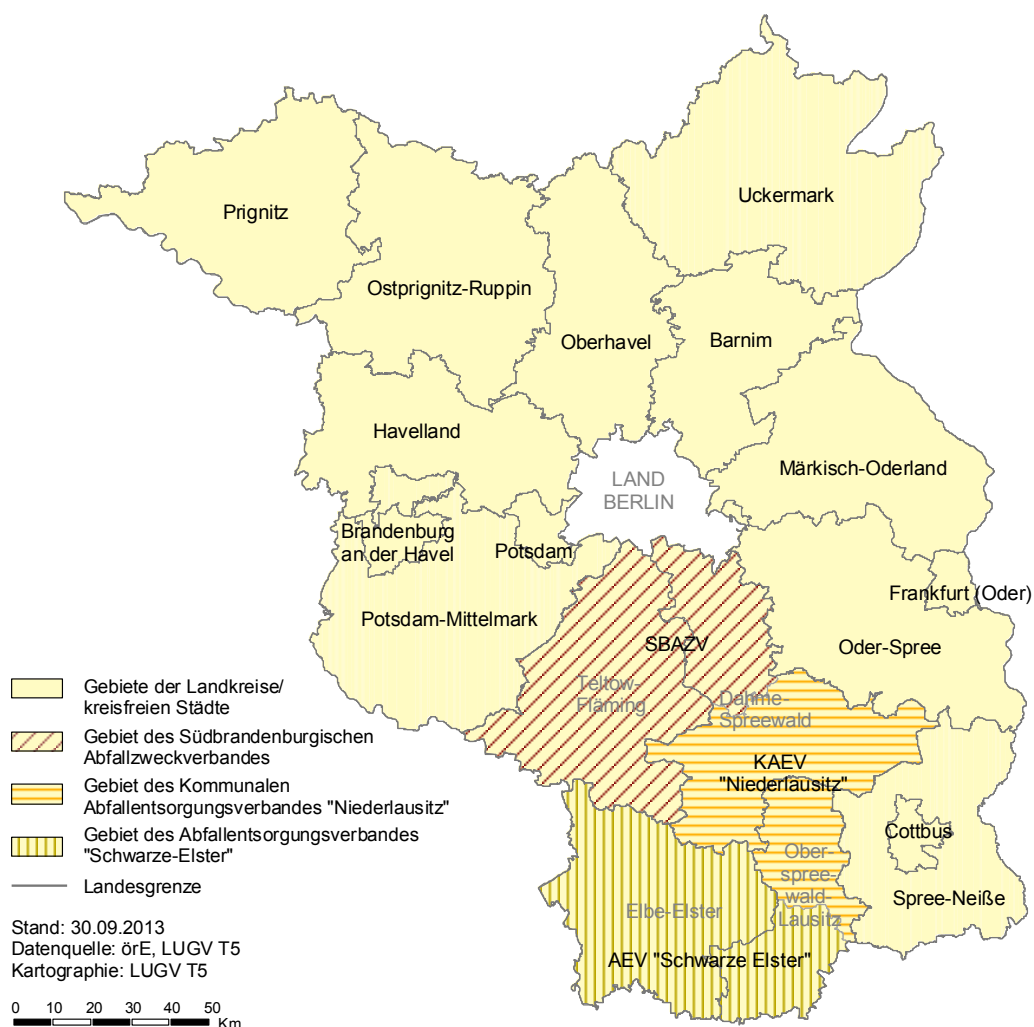 Uckermark
Prignitz
Ostprignitz-Ruppin
Oberhavel
Barnim
Havelland
Märkisch-Oderland
LAND
BERLIN
Brandenburg
an der Havel
Potsdam
Frankfurt (Oder)
Potsdam-Mittelmark
SBAZV
Oder-Spree
Teltow-
Fläming
Dahme-
Spreewald
KAEV
"Niederlausitz"
Cottbus
Ober-
spree-
wald-
Lausitz
Spree-Neiße
Elbe-Elster
AEV "Schwarze Elster"
Gebiete der Landkreise/
kreisfreien Städte
Gebiet des Südbrandenburgischen
Abfallzweckverbandes
Gebiet des Kommunalen
Abfallentsorgungsverbandes "Niederlausitz"
Gebiet des Abfallentsorgungsverbandes
"Schwarze-Elster"
Landesgrenze
Stand: 30.09.2013
Datenquelle: örE, LUGV T5
Kartographie: LUGV T5
0 10 20 30 40 50
Km